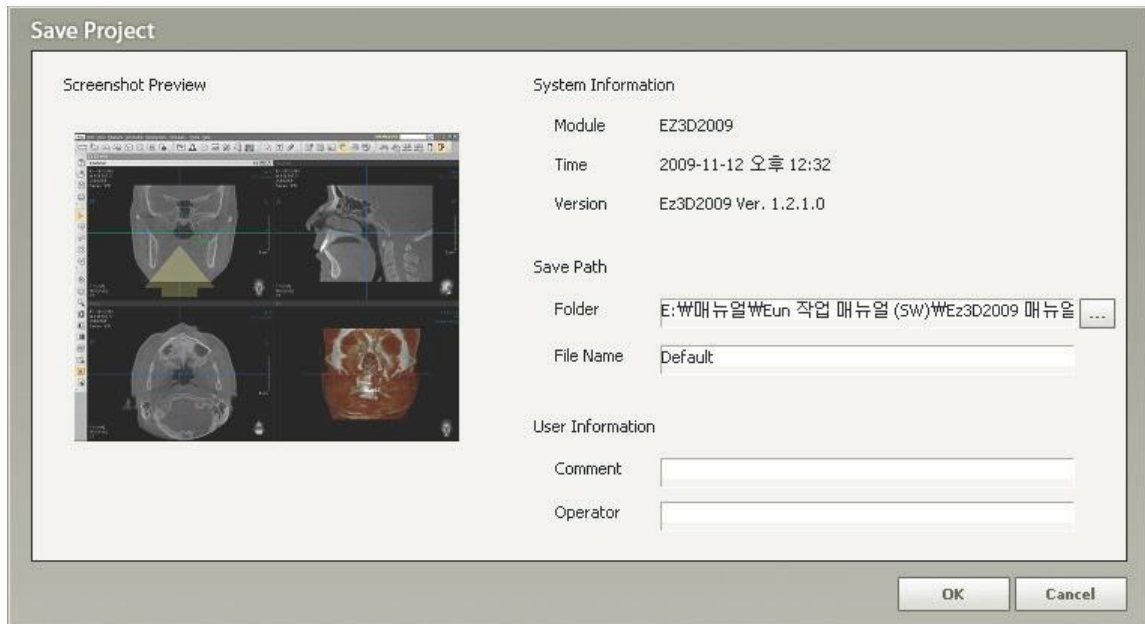 Save Project
Screenshot Preview
System Information
Module EZ3D2009
Time 2009-11-12 오후 12:32
Version Ez3D2009 Ver. 1.2.1.0
Save Path
Folder E:₩매뉴얼₩Eun 작업 매뉴얼 (SW)₩Ez3D2009 매뉴얼 ...
File Name Default
User Information
Comment
Operator
OK Cancel